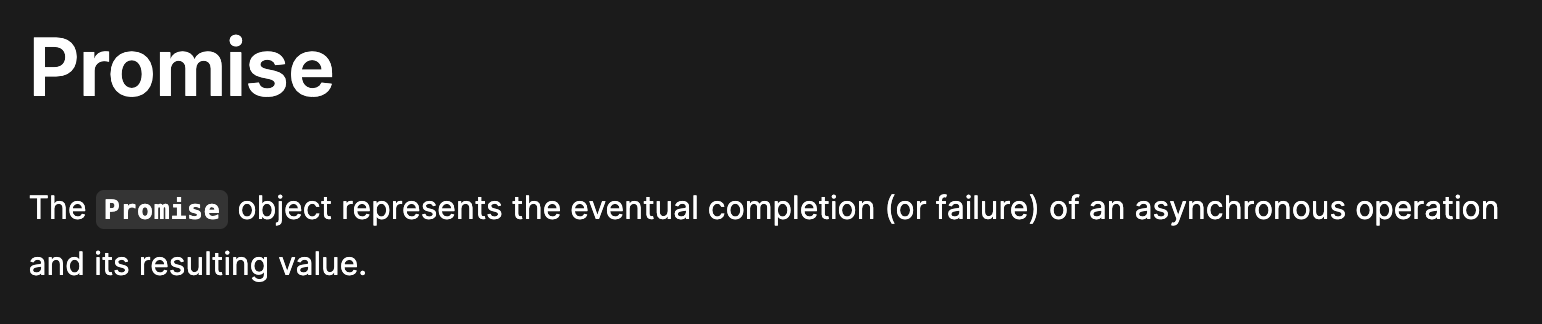 Promise
The Promise object represents the eventual completion (or failure) of an asynchronous operation
and its resulting value.